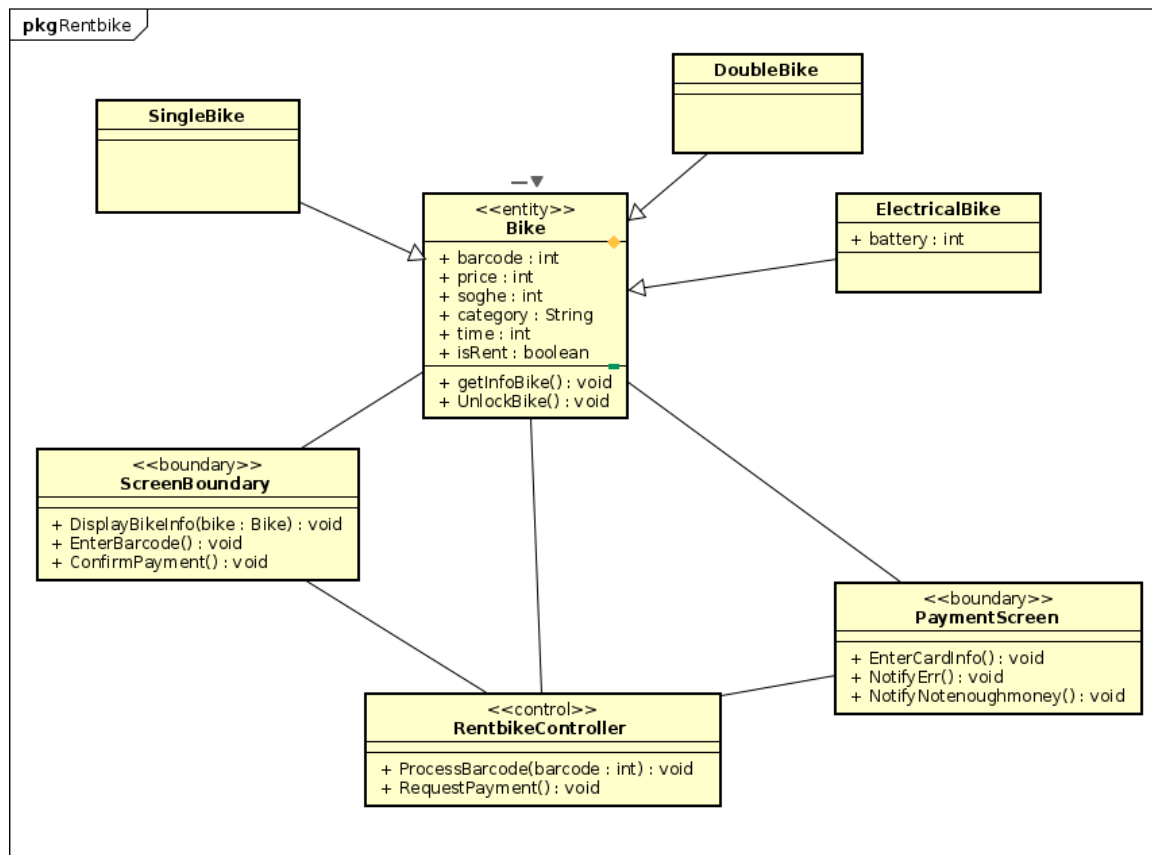 pkg Rentbike
DoubleBike
SingleBike
<<entity>>
Bike
+ barcode : int
+ price : int
+ soghe : int
+ category : String
+ time : int
+ isRent : boolean
+ getInfoBike() : void
+ UnlockBike() : void
ElectricalBike
+ battery : int
<<boundary>>
ScreenBoundary
+ DisplayBikeInfo(bike : Bike) : void
+ EnterBarcode() : void
+ ConfirmPayment() : void
<<boundary>>
PaymentScreen
+ EnterCardInfo() : void
+ NotifyErr() : void
+ NotifyNotenoughmoney() : void
<<control>>
RentbikeController
+ ProcessBarcode(barcode : int) : void
+ RequestPayment() : void